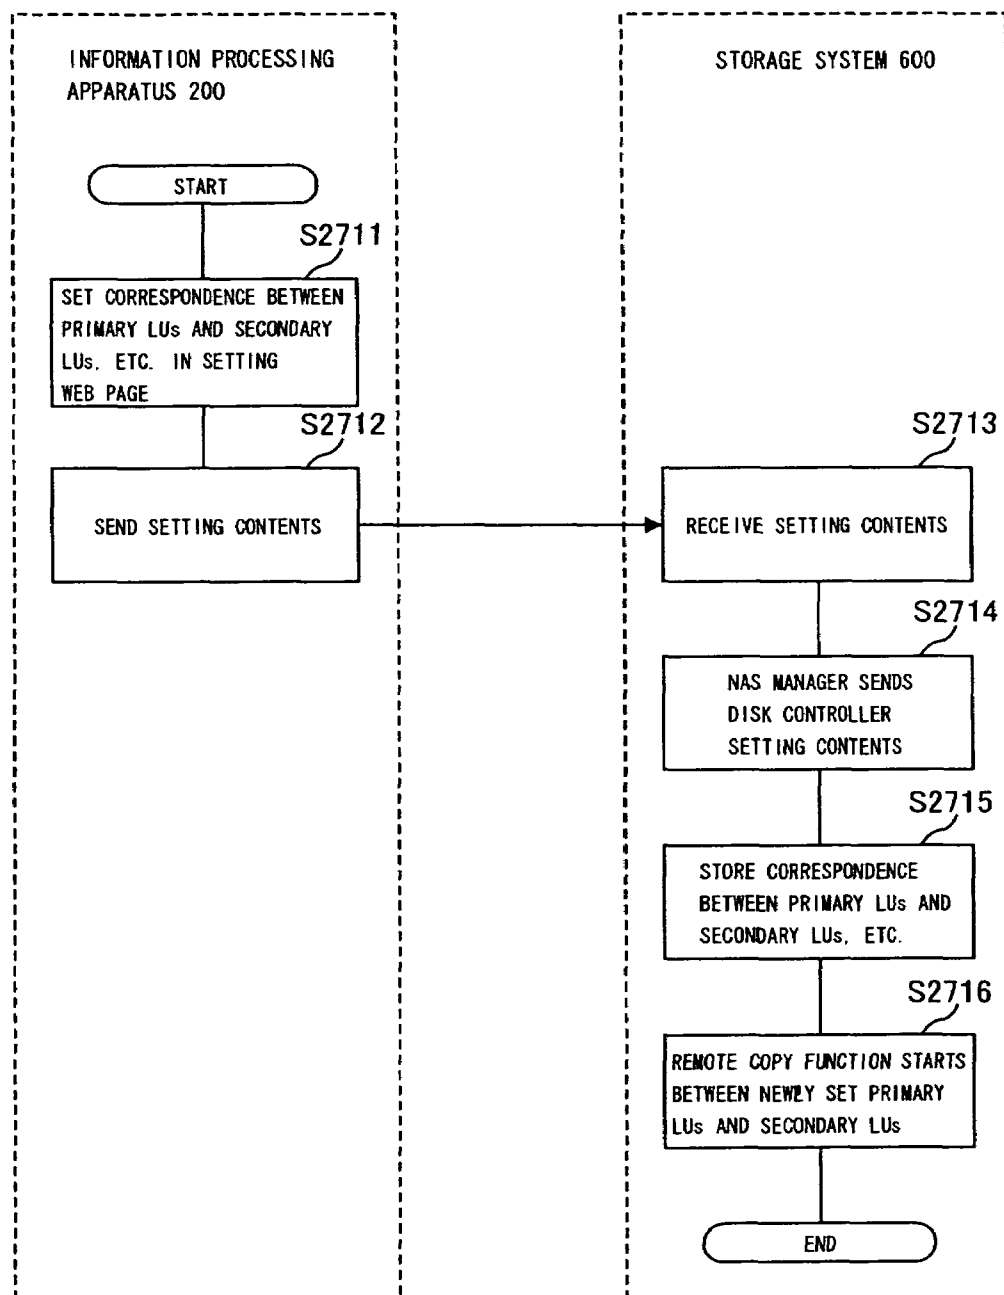 INFORMATION PROCESSING
APPARATUS 200
START
S2711
SET CORRESPONDENCE BETWEEN
PRIMARY LUs AND SECONDARY
LUs, ETC. IN SETTING
WEB PAGE
S2712
SEND SETTING CONTENTS
STORAGE SYSTEM 600
S2713
RECEIVE SETTING CONTENTS
S2714
NAS MANAGER SENDS
DISK CONTROLLER
SETTING CONTENTS
S2715
STORE CORRESPONDENCE
BETWEEN PRIMARY LUs AND
SECONDARY LUs, ETC.
S2716
REMOTE COPY FUNCTION STARTS
BETWEEN NEWLY SET PRIMARY
LUs AND SECONDARY LUs
END